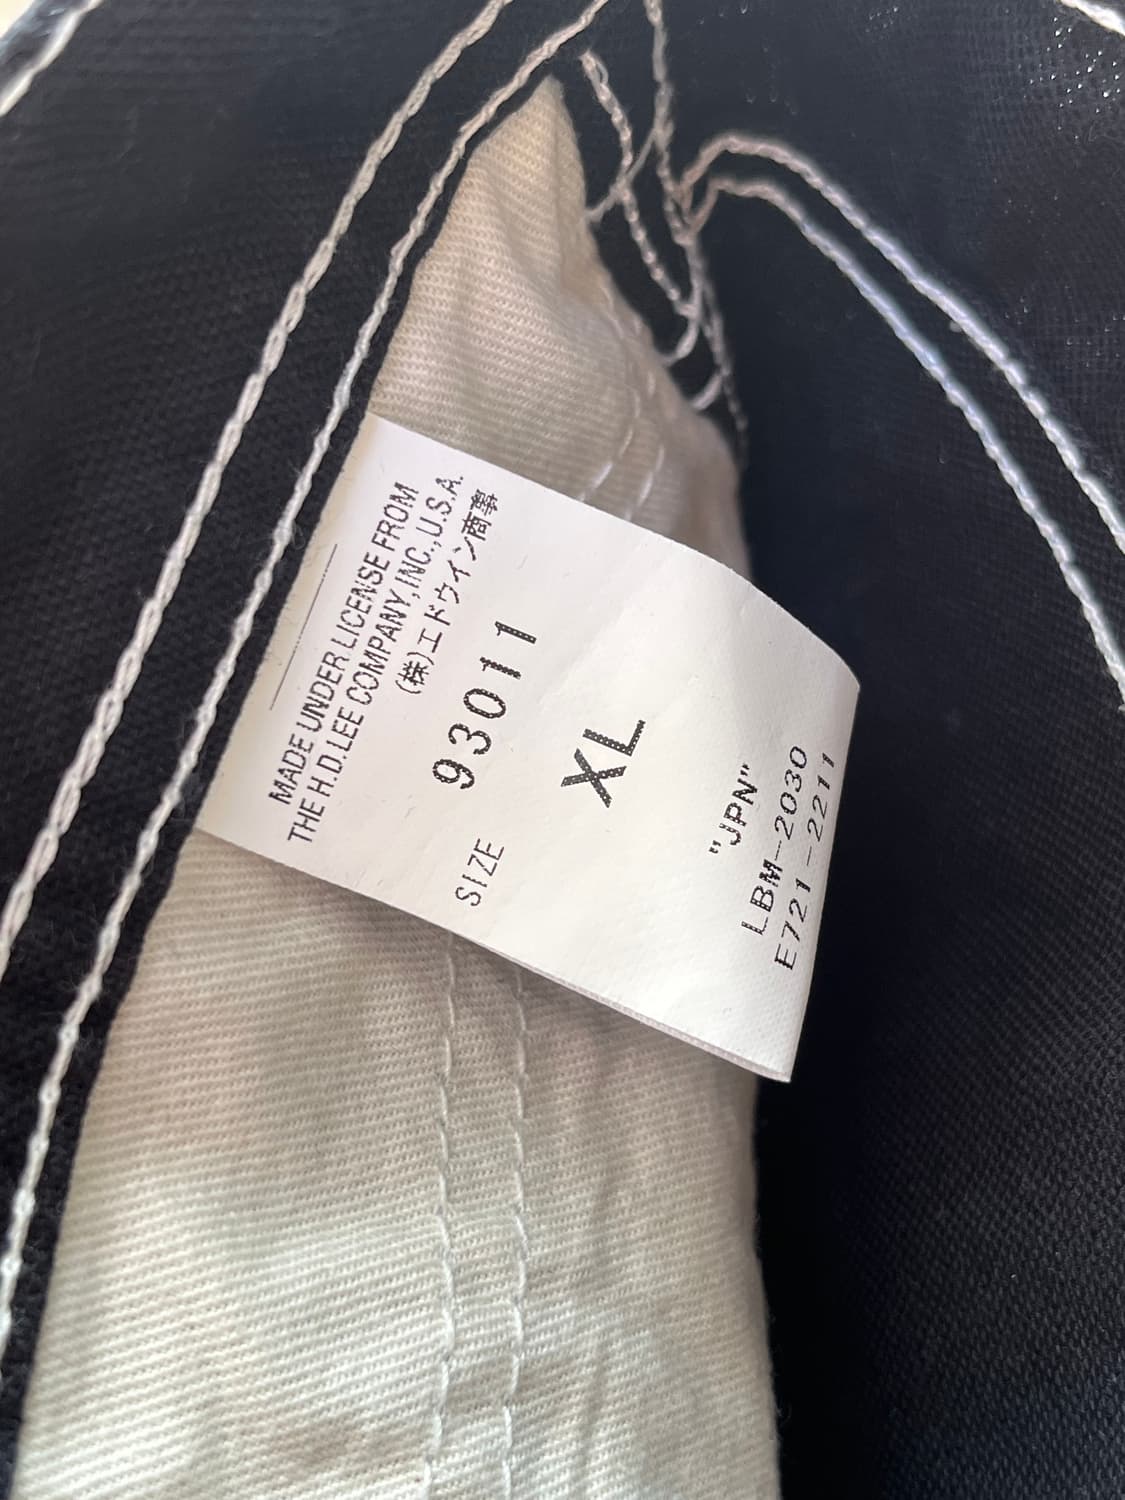 MADE UNDER LICENSE FROM
THE H.D.LEE COMPANY,INC.,U.S.A.
(株)エドウイン商事
93011
SIZE XL
"JPN"
LBM-2030
E721-2211